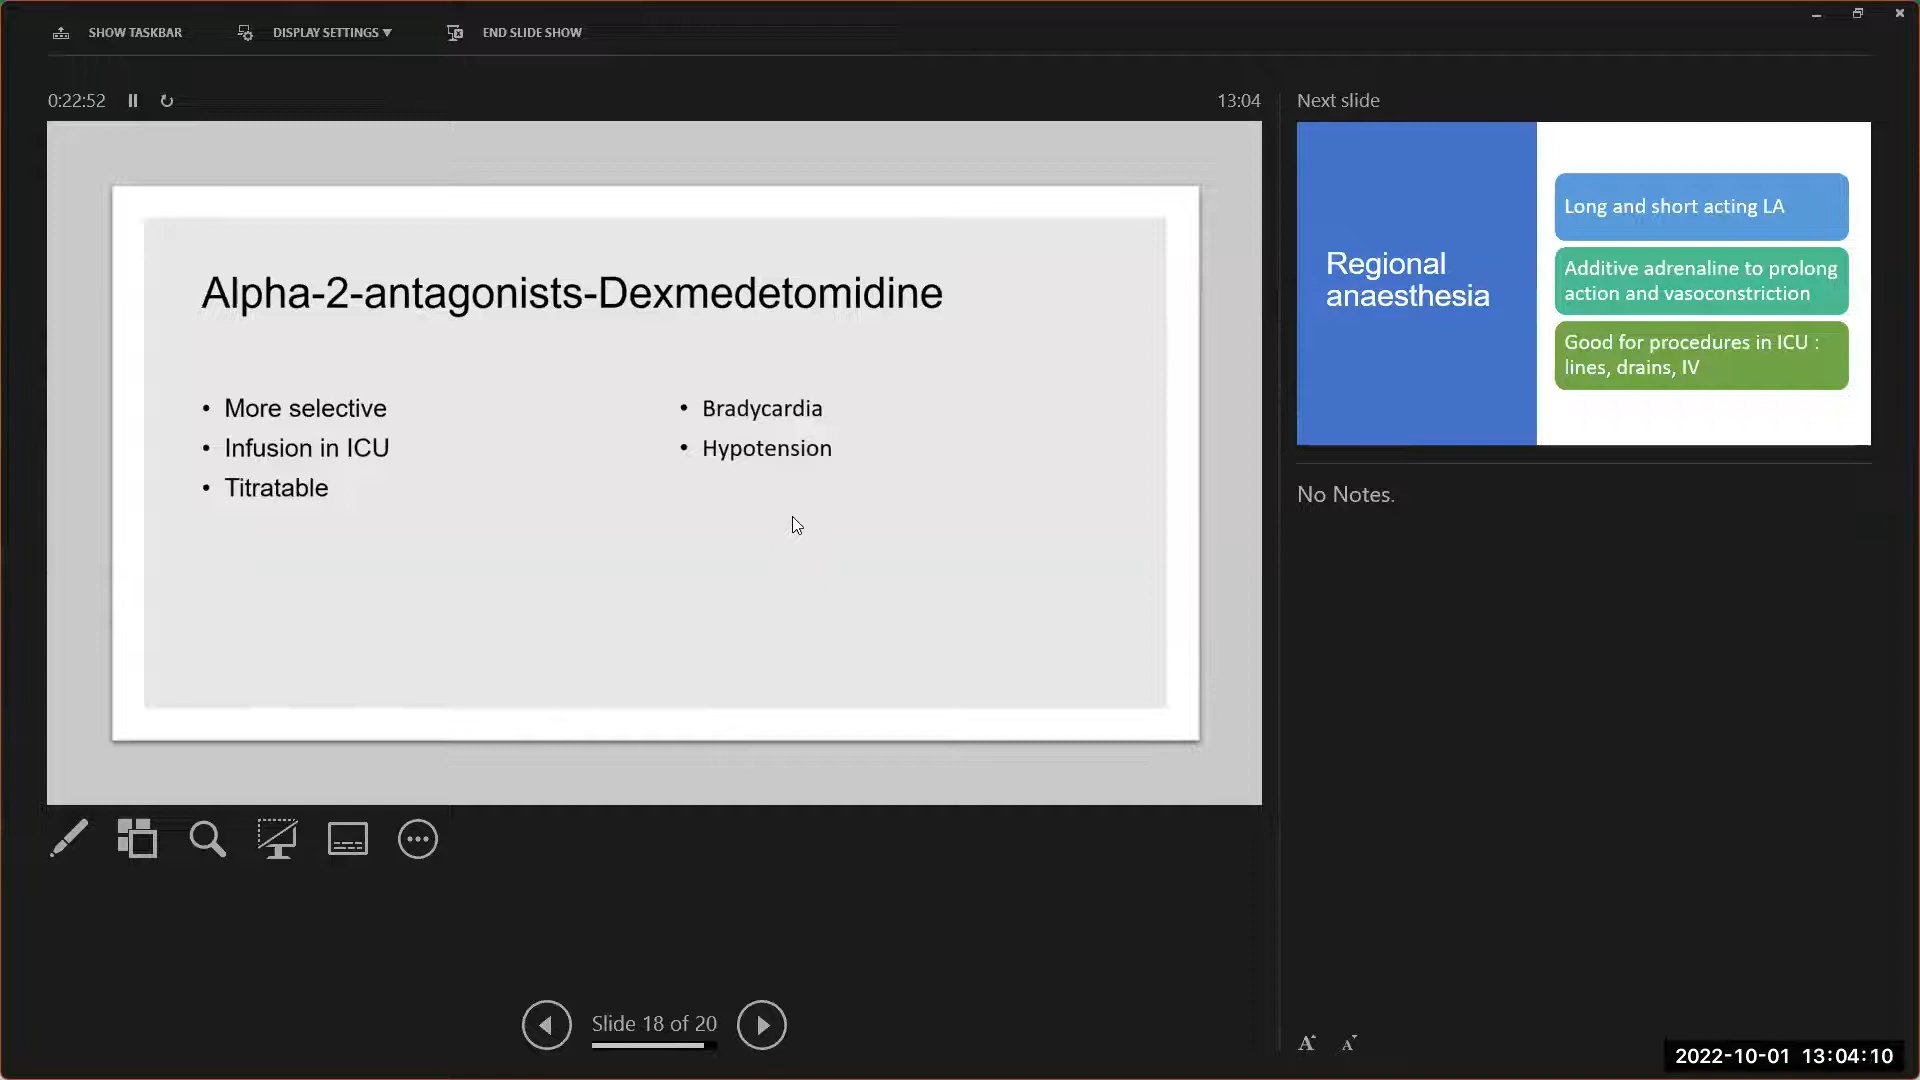 SHOW TASKBAR
DISPLAY SETTINGS ▼
END SLIDE SHOW
0:22:52
13:04
Next slide
Alpha-2-antagonists-Dexmedetomidine
• More selective
• Infusion in ICU
• Titratable
• Bradycardia
• Hypotension
Regional
anaesthesia
Long and short acting LA
Additive adrenaline to prolong
action and vasoconstriction
Good for procedures in ICU :
lines, drains, IV
No Notes.
Slide 18 of 20
A A
2022-10-01 13:04:10